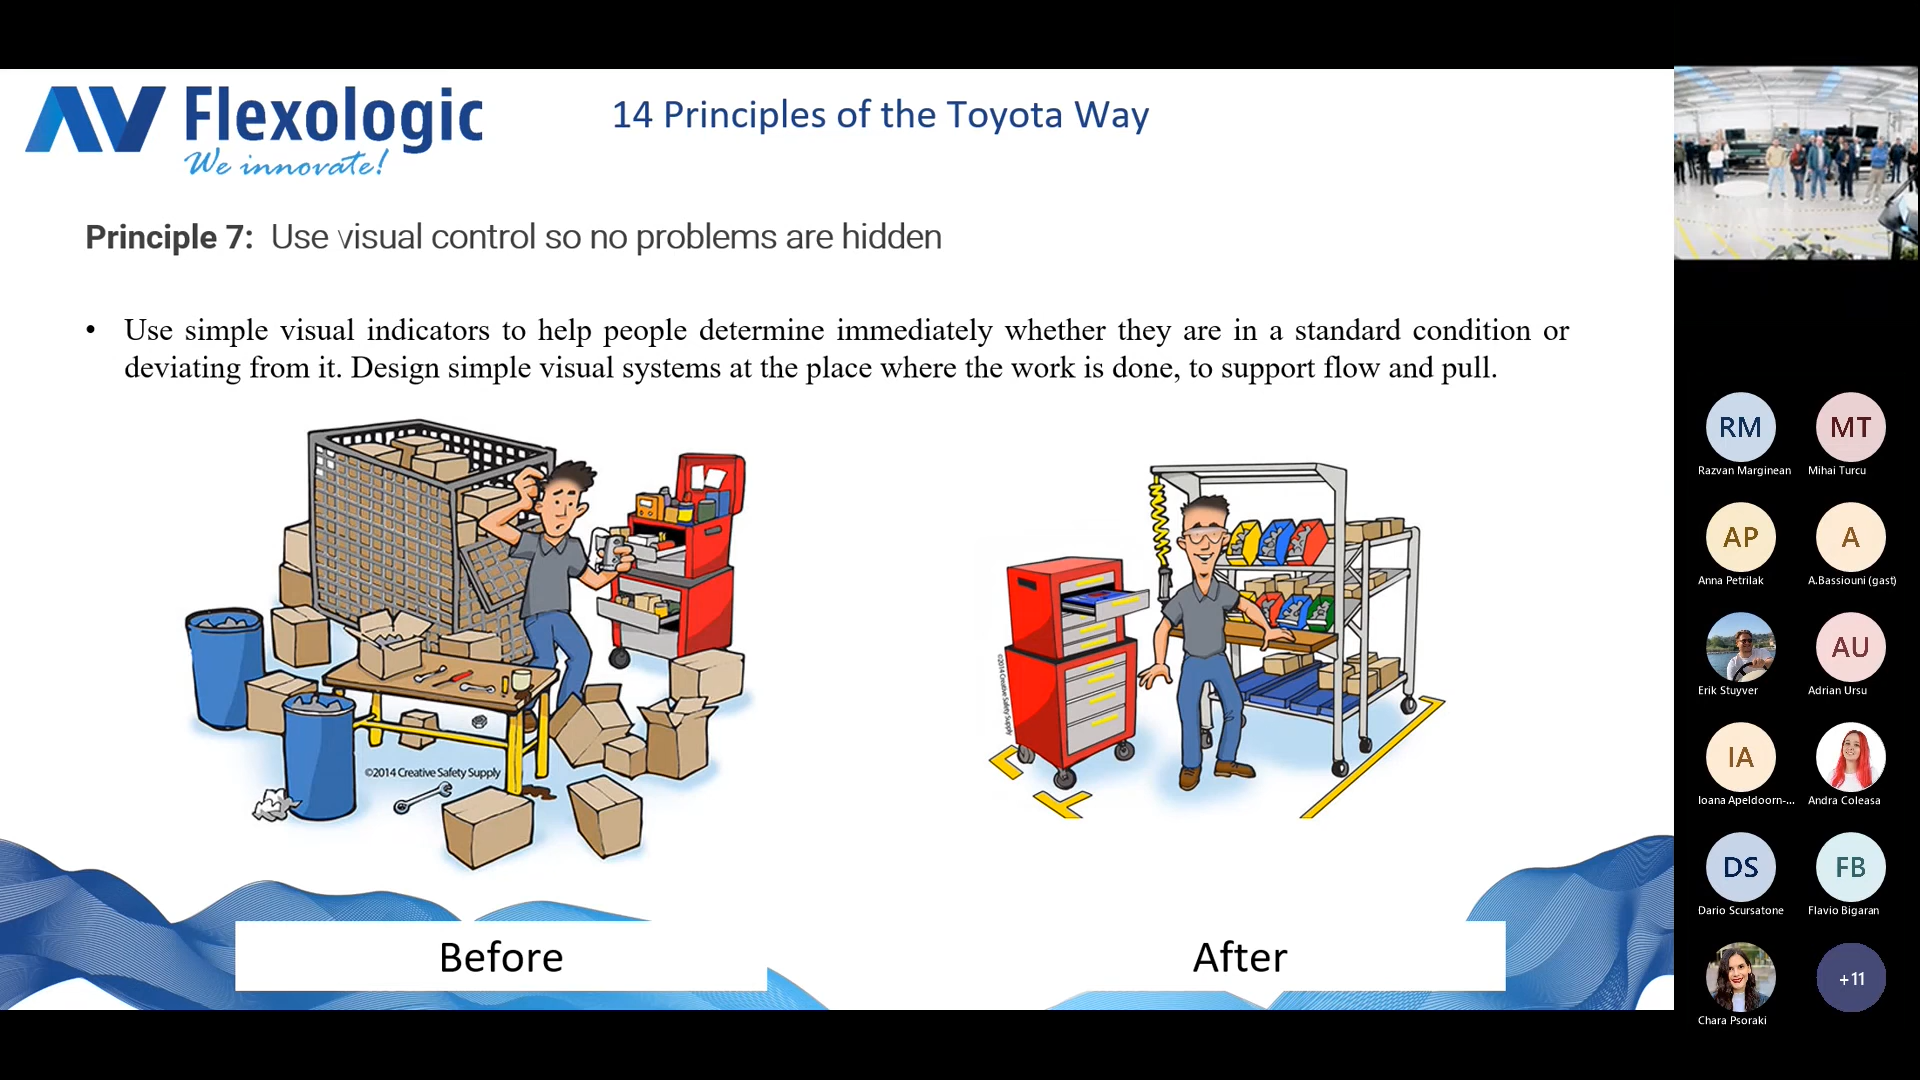 AV Flexologic
We innovate!
14 Principles of the Toyota Way
Principle 7: Use visual control so no problems are hidden
• Use simple visual indicators to help people determine immediately whether they are in a standard condition or
deviating from it. Design simple visual systems at the place where the work is done, to support flow and pull.
©2014 Creative Safety Supply
©2014 Creative Safety Supply
Before
After
RM
Razvan Marginean
MT
Mihai Turcu
AP
Anna Petrilak
A
A.Bassiouni (gast)
Erik Stuyver
AU
Adrian Ursu
IA
Ioana Apeldoorn-...
Andra Coleasa
DS
Dario Scursatone
FB
Flavio Bigaran
Chara Psoraki
+11